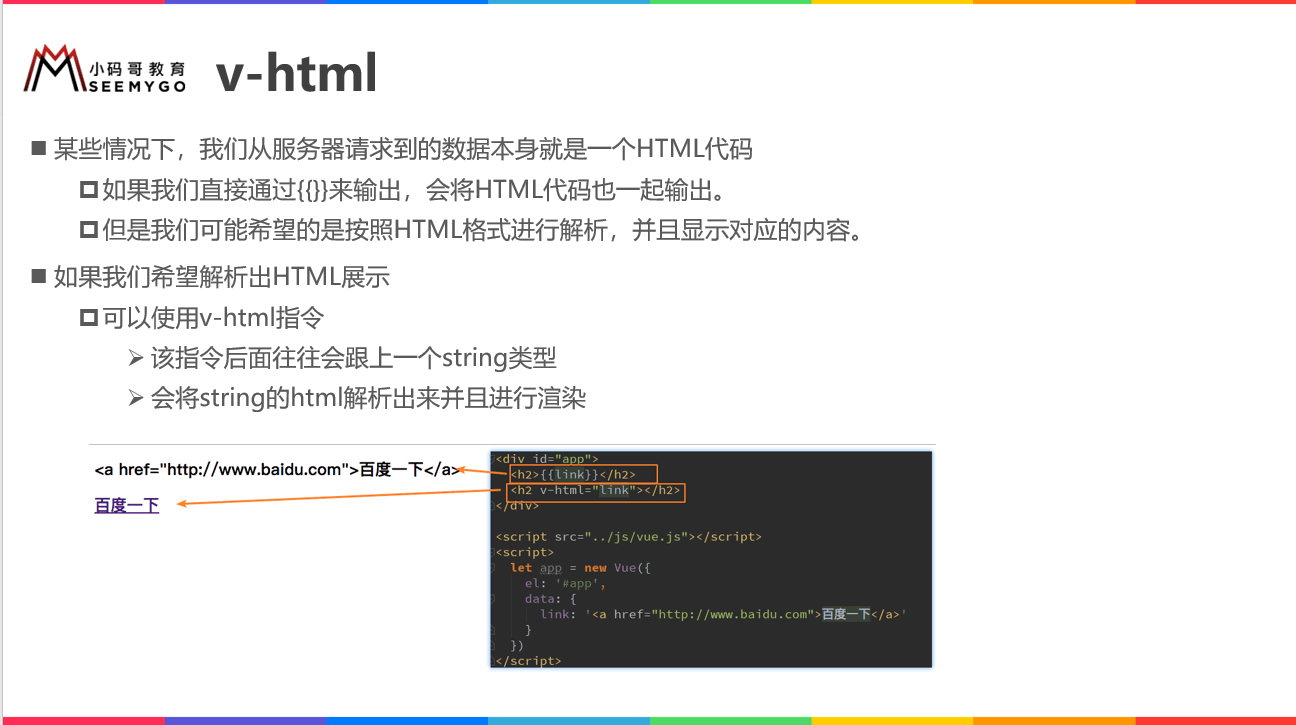 小码哥教育
SEEMYGO
v-html
某些情况下，我们从服务器请求到的数据本身就是一个HTML代码
如果我们直接通过{{}}来输出，会将HTML代码也一起输出。
但是我们可能希望的是按照HTML格式进行解析，并且显示对应的内容。
如果我们希望解析出HTML展示
可以使用v-html指令
该指令后面往往会跟上一个string类型
会将string的html解析出来并且进行渲染
<a href="http://www.baidu.com">百度一下</a>
百度一下
<div id="app">
<h2>{{link}}</h2>
<h2 v-html="link"></h2>
</div>
<script src="../js/vue.js"></script>
<script>
let app = new Vue({
el: '#app',
data: {
link: '<a href="http://www.baidu.com">百度一下</a>'
}
})
</script>